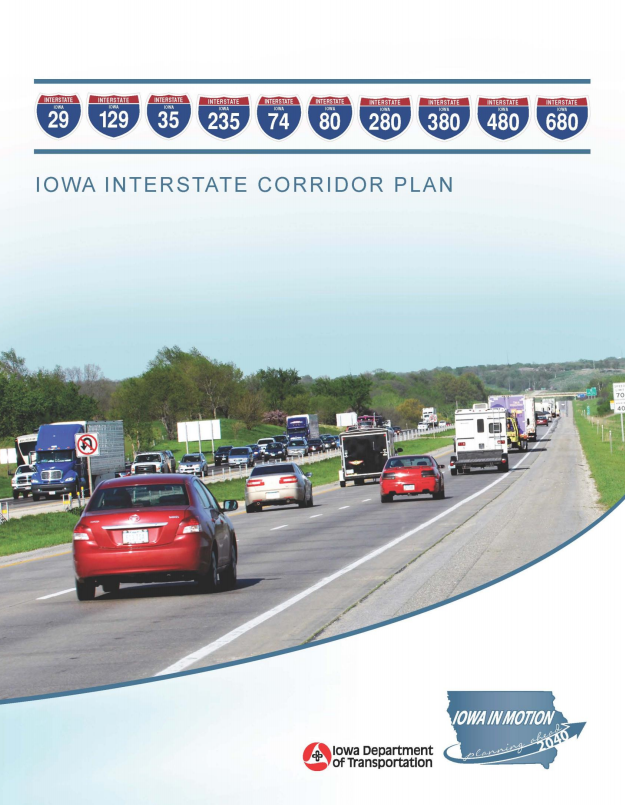 INTERSTATE INTERSTATE INTERSTATE INTERSTATE INTERSTATE INTERSTATE INTERSTATE INTERSTATE INTERSTATE INTERSTATE
IOWA IOWA IOWA IOWA IOWA IOWA IOWA IOWA IOWA IOWA
29 129 35 235 74 80 280 380 480 680
IOWA INTERSTATE CORRIDOR PLAN
70
40
IOWA IN MOTION
planning ahead
2040
Iowa Department
of Transportation